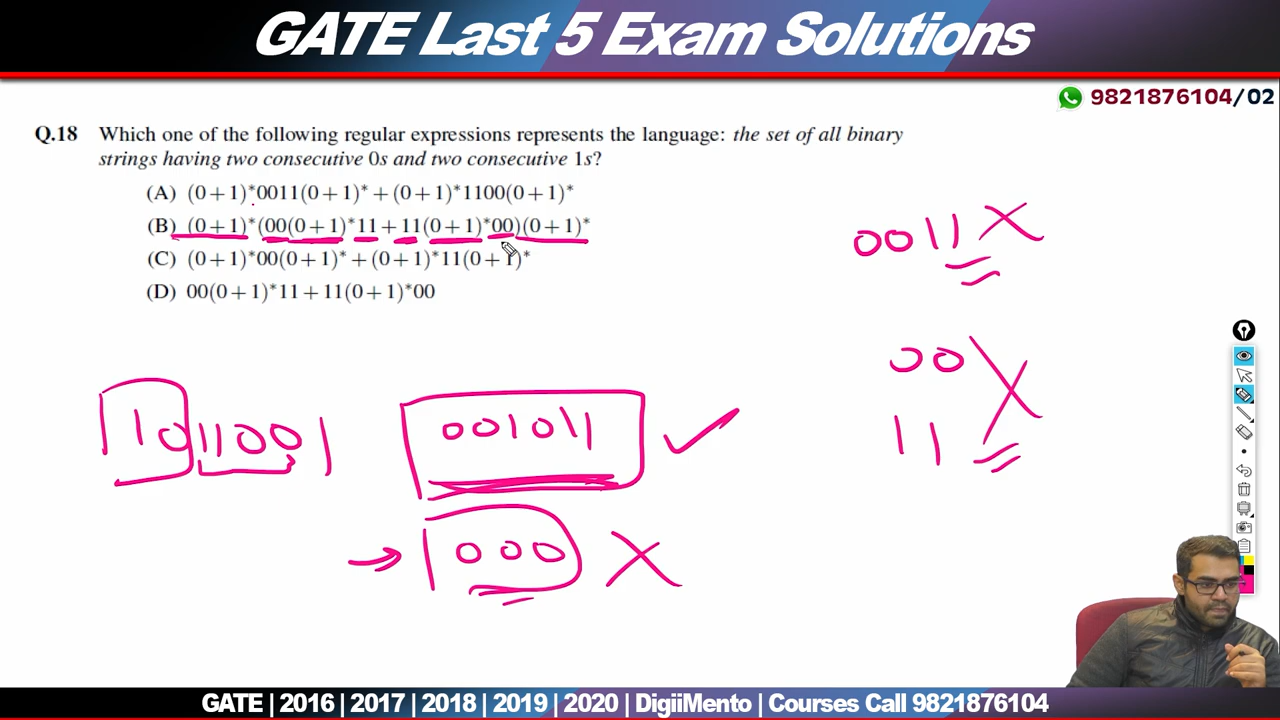 GATE Last 5 Exam Solutions
9821876104/02
Q.18 Which one of the following regular expressions represents the language: the set of all binary
strings having two consecutive 0s and two consecutive 1s?
(A) (0+1)*0011(0+1)* + (0+1)*1100(0+1)*
(B) (0+1)*(00(0+1)*11 + 11(0+1)*00)(0+1)*
(C) (0+1)*00(0+1)* + (0+1)*11(0+1)*
(D) 00(0+1)*11 + 11(0+1)*00
0011 X
00 X
11
1011001
001011 ✓
→ 1000 X
GATE | 2016 | 2017 | 2018 | 2019 | 2020 | DigiiMento | Courses Call 9821876104